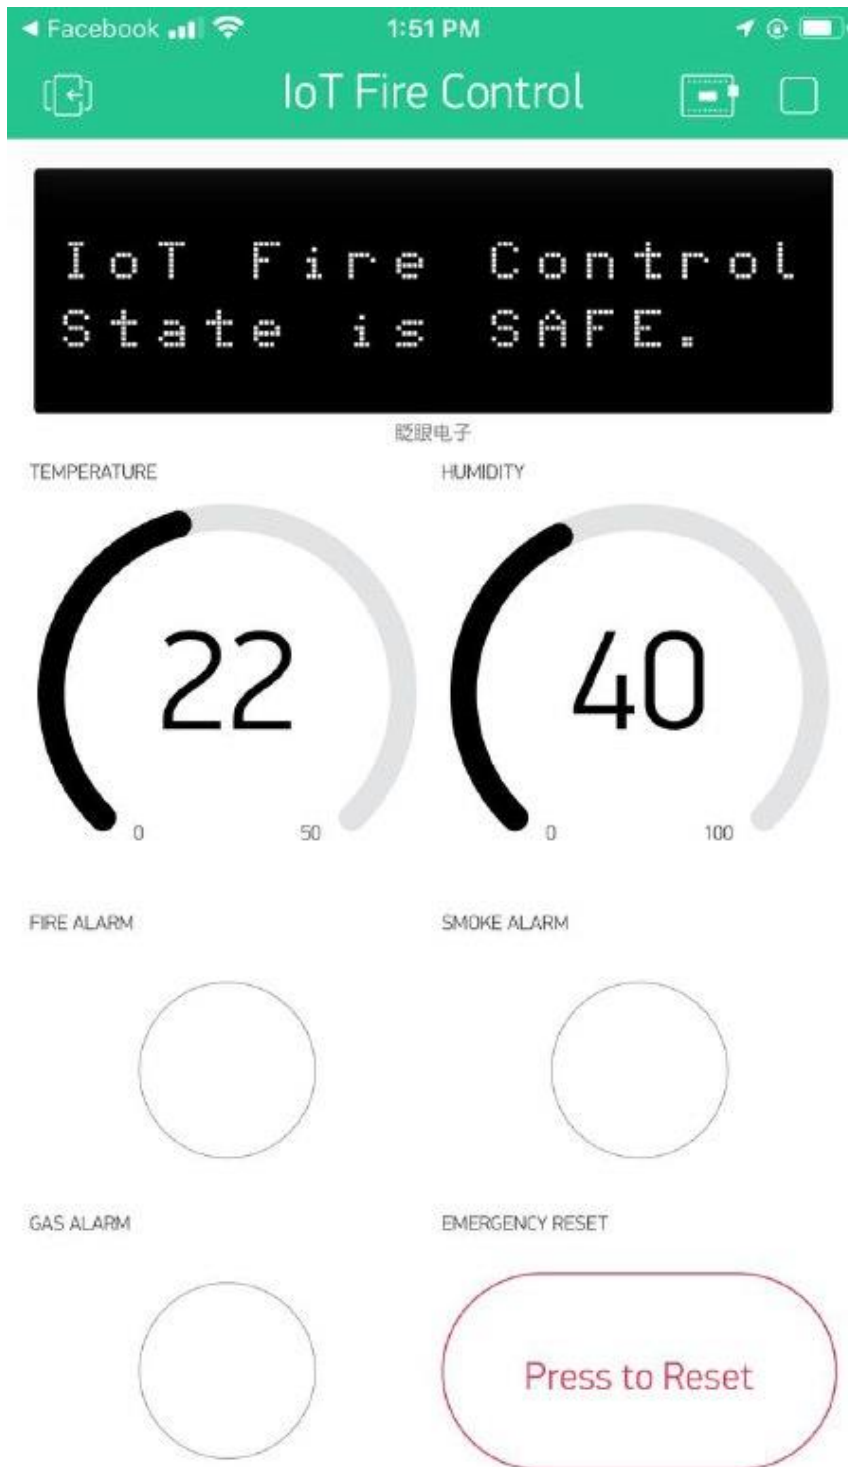 Facebook 1:51 PM
IoT Fire Control
IoT Fire Control
State is SAFE.
眨眼电子
TEMPERATURE HUMIDITY
22 40
0 50 0 100
FIRE ALARM SMOKE ALARM
GAS ALARM EMERGENCY RESET
Press to Reset